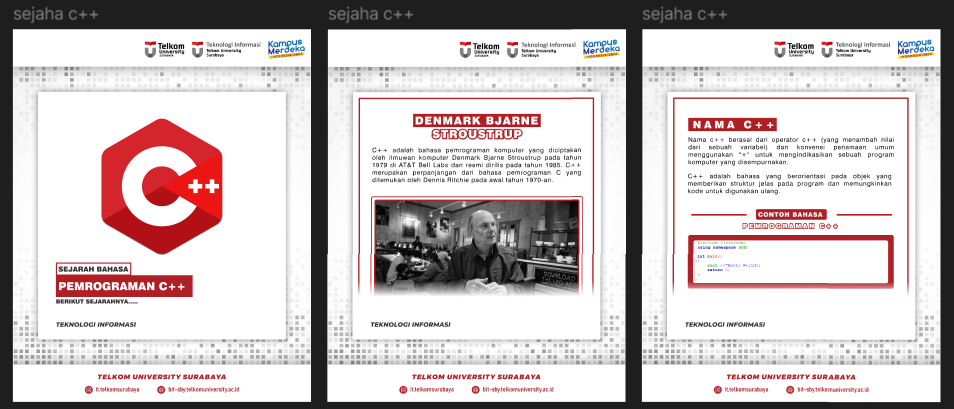 sejaha c++
Telkom
University
SURABAYA
Teknologi Informasi
Telkom University
Surabaya
Kampus
Merdeka
C
++
SEJARAH BAHASA
PEMROGRAMAN C++
BERIKUT SEJARAHNYA.....
TEKNOLOGI INFORMASI
TELKOM UNIVERSITY SURABAYA
it.telkomsurabaya
bit-sby.telkomuniversity.ac.id
sejaha c++
Telkom
University
SURABAYA
Teknologi Informasi
Telkom University
Surabaya
Kampus
Merdeka
DENMARK BJARNE
STROUSTRUP
C++ adalah bahasa pemrograman komputer yang diciptakan
oleh ilmuwan komputer Denmark Bjarne Stroustrup pada tahun
1979 di AT&T Bell Labs dan resmi dirilis pada tahun 1985. C++
merupakan perpanjangan dari bahasa pemrograman C yang
ditemukan oleh Dennis Ritchie pada awal tahun 1970-an.
DOWNLOAD
TEKNOLOGI INFORMASI
TELKOM UNIVERSITY SURABAYA
it.telkomsurabaya
bit-sby.telkomuniversity.ac.id
sejaha c++
Telkom
University
SURABAYA
Teknologi Informasi
Telkom University
Surabaya
Kampus
Merdeka
NAMA C++
Nama c++ berasal dari operator c++ (yang menambah nilai
dari sebuah variabel) dan konvensi penamaan umum
menggunakan "+" untuk mengindikasikan sebuah program
komputer yang disempurnakan.
C++ adalah bahasa yang berorientasi pada objek yang
memberikan struktur jelas pada program dan memungkinkan
kode untuk digunakan ulang.
CONTOH BAHASA
PEMROGRAMAN C++
#include <iostream>
using namespace std;
int main()
{
cout <<"Hello World";
return 0;
}
TEKNOLOGI INFORMASI
TELKOM UNIVERSITY SURABAYA
it.telkomsurabaya
bit-sby.telkomuniversity.ac.id